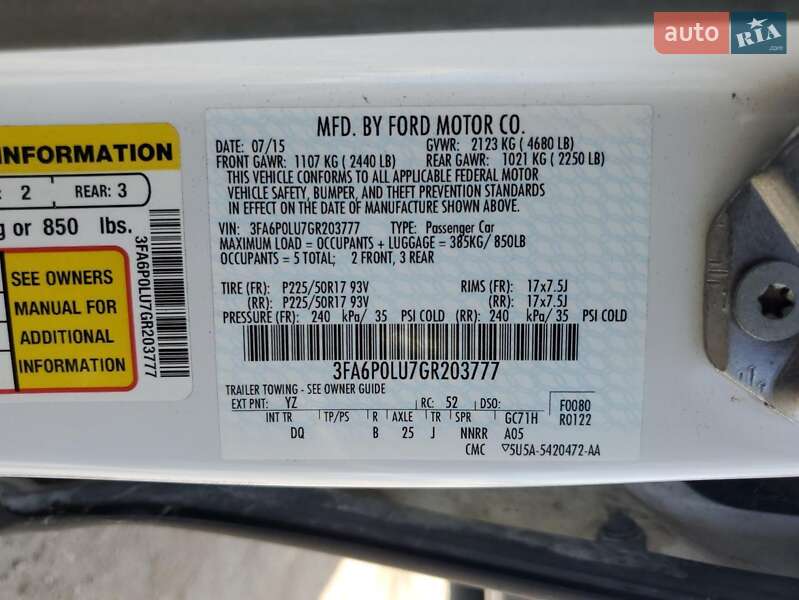 auto RIA.com
INFORMATION
2 REAR: 3
g or 850 lbs.
SEE OWNERS
MANUAL FOR
ADDITIONAL
INFORMATION
3FA6P0LU7GR203777
MFD. BY FORD MOTOR CO.
DATE: 07/15 GVWR: 2123 KG ( 4680 LB)
FRONT GAWR: 1107 KG ( 2440 LB) REAR GAWR: 1021 KG ( 2250 LB)
THIS VEHICLE CONFORMS TO ALL APPLICABLE FEDERAL MOTOR
VEHICLE SAFETY, BUMPER, AND THEFT PREVENTION STANDARDS
IN EFFECT ON THE DATE OF MANUFACTURE SHOWN ABOVE.
VIN: 3FA6P0LU7GR203777 TYPE: Passenger Car
MAXIMUM LOAD = OCCUPANTS + LUGGAGE = 385KG/ 850LB
OCCUPANTS = 5 TOTAL; 2 FRONT, 3 REAR
TIRE (FR): P225/50R17 93V RIMS (FR): 17x7.5J
(RR): P225/50R17 93V (RR): 17x7.5J
PRESSURE (FR): 240 kPa/ 35 PSI COLD (RR): 240 kPa/ 35 PSI COLD
3FA6P0LU7GR203777
TRAILER TOWING - SEE OWNER GUIDE
EXT PNT: YZ RC: 52 DSO: F0080
INT TR TP/PS R AXLE TR SPR GC71H R0122
DQ B 25 J NNRR A05
CMC 5U5A-5420472-AA